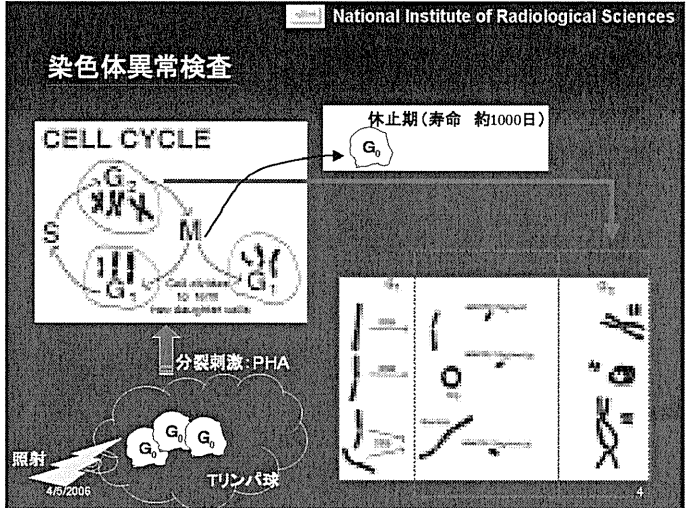 National Institute of Radiological Sciences
染色体異常検査
休止期(寿命 約1000日)
G₀
CELL CYCLE
G₂
S
M
G₁
G₁
Cell division
分裂刺激:PHA
G₀
G₀
G₀
照射
Tリンパ球
4/5/2006
4